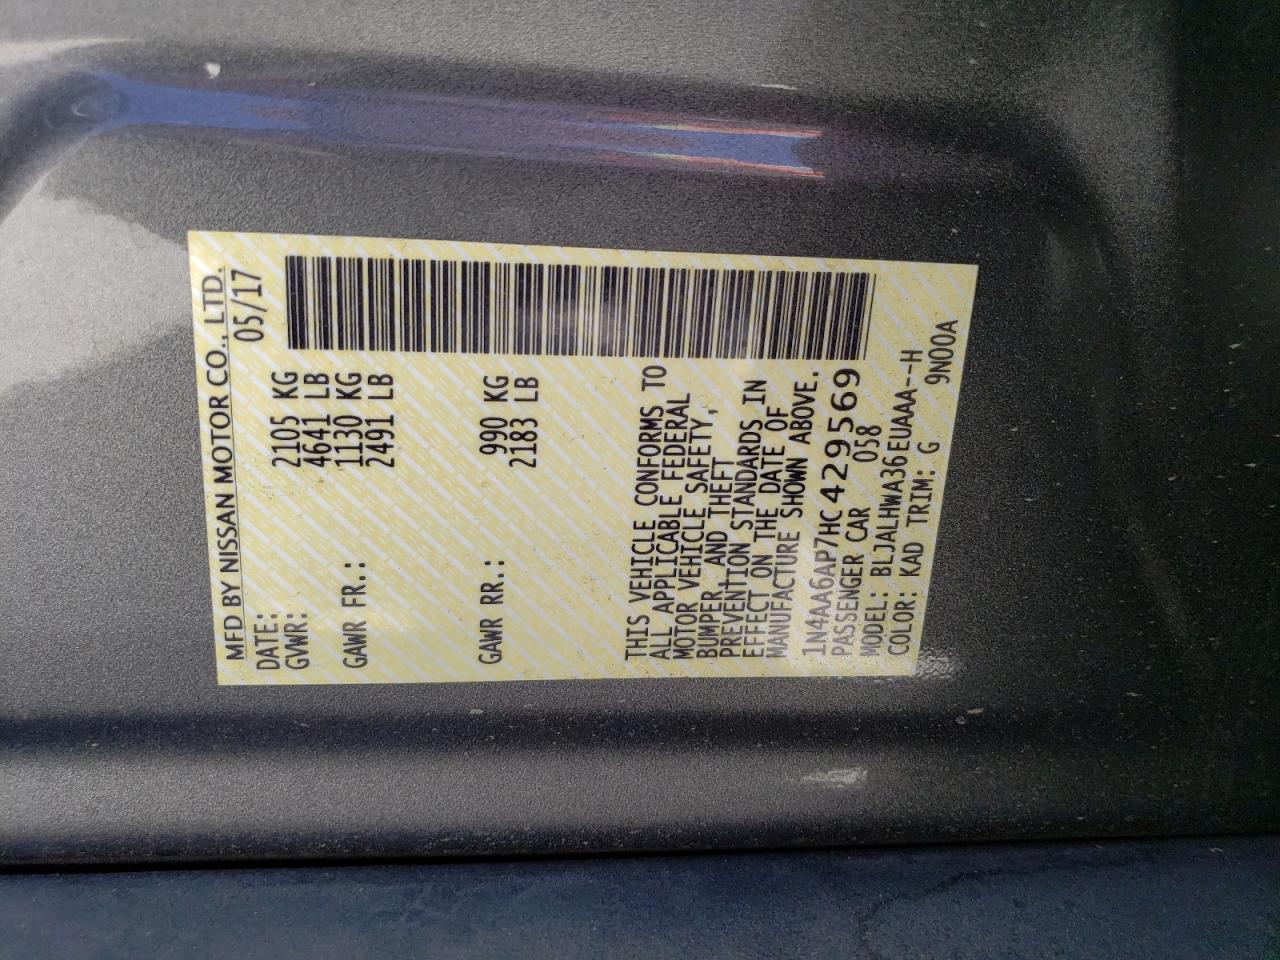 MFD BY NISSAN MOTOR CO., LTD.
DATE: 05/17
GVWR: 2105 KG
4641 LB
GAWR FR.: 1130 KG
2491 LB
GAWR RR.: 990 KG
2183 LB
THIS VEHICLE CONFORMS TO
ALL APPLICABLE FEDERAL
MOTOR VEHICLE SAFETY,
BUMPER, AND THEFT
PREVENTION STANDARDS IN
EFFECT ON THE DATE OF
MANUFACTURE SHOWN ABOVE.
1N4AA6AP7HC429569
PASSENGER CAR 058
MODEL: BLJALHWA36EUAAA--H
COLOR: KAD TRIM: G 9N00A